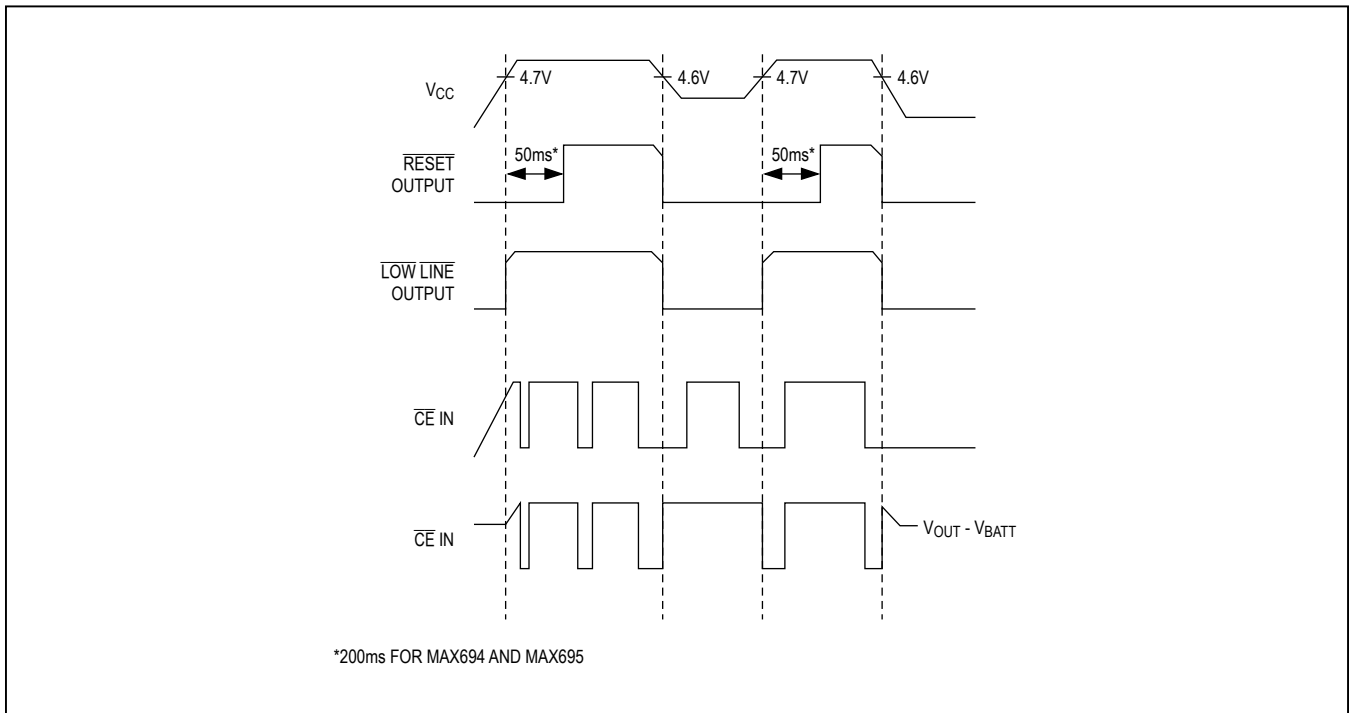 4.7V 4.6V 4.7V 4.6V
VCC
50ms* 50ms*
RESET
OUTPUT
LOW LINE
OUTPUT
CE IN
CE IN
VOUT - VBATT
*200ms FOR MAX694 AND MAX695